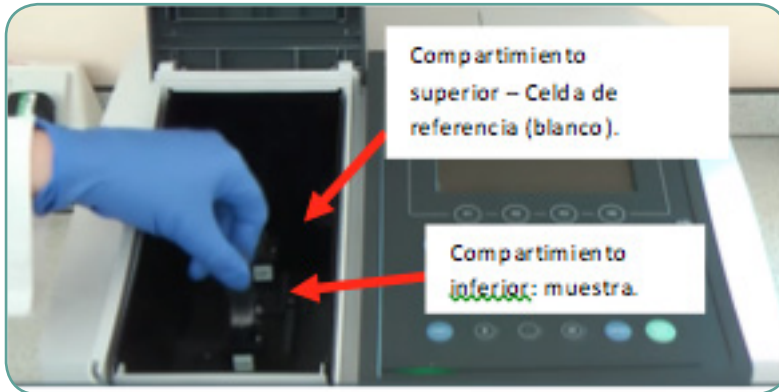 Compartimiento
superior – Celda de
referencia (blanco).
Compartimiento
inferior: muestra.